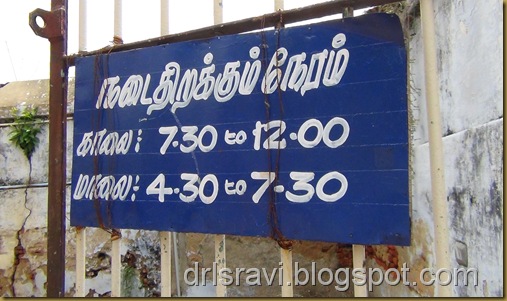 நடைதிறக்கும் நேரம்
காலை: 7.30 to 12.00
மாலை: 4.30 to 7.30
drlsravi.blogspot.com